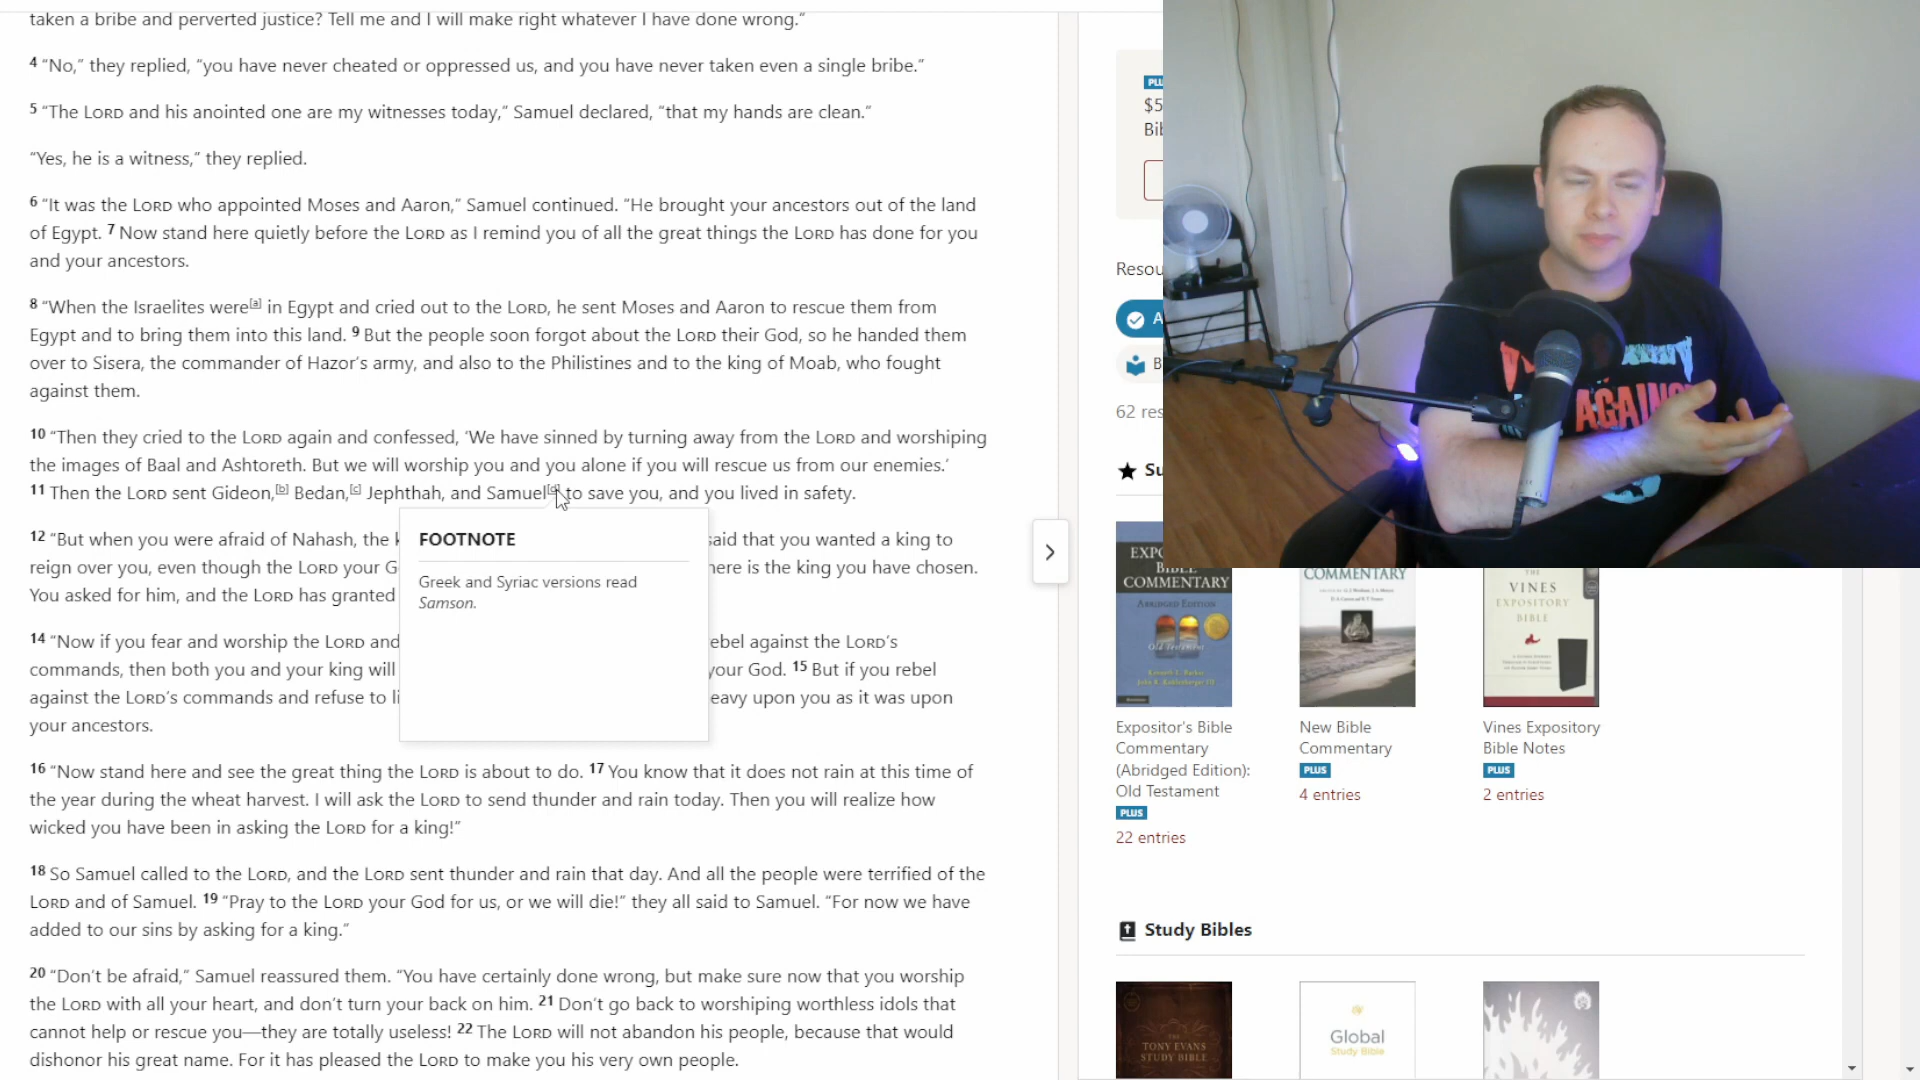 taken a bribe and perverted justice? Tell me and I will make right whatever I have done wrong.”
4 “No,” they replied, “you have never cheated or oppressed us, and you have never taken even a single bribe.”
5 “The LORD and his anointed one are my witnesses today,” Samuel declared, “that my hands are clean.”
“Yes, he is a witness,” they replied.
6 “It was the LORD who appointed Moses and Aaron,” Samuel continued. “He brought your ancestors out of the land
of Egypt. 7 Now stand here quietly before the LORD as I remind you of all the great things the LORD has done for you
and your ancestors.
8 “When the Israelites were[a] in Egypt and cried out to the LORD, he sent Moses and Aaron to rescue them from
Egypt and to bring them into this land. 9 But the people soon forgot about the LORD their God, so he handed them
over to Sisera, the commander of Hazor’s army, and also to the Philistines and to the king of Moab, who fought
against them.
10 “Then they cried to the LORD again and confessed, ‘We have sinned by turning away from the LORD and worshiping
the images of Baal and Ashtoreth. But we will worship you and you alone if you will rescue us from our enemies.’
11 Then the LORD sent Gideon,[b] Bedan,[c] Jephthah, and Samuel[d] to save you, and you lived in safety.
12 “But when you were afraid of Nahash, the k
said that you wanted a king to
reign over you, even though the LORD your G
here is the king you have chosen.
You asked for him, and the LORD has granted
14 “Now if you fear and worship the LORD and
ebel against the LORD’s
commands, then both you and your king will
your God. 15 But if you rebel
against the LORD’s commands and refuse to li
eavy upon you as it was upon
your ancestors.
FOOTNOTE
Greek and Syriac versions read
Samson.
16 “Now stand here and see the great thing the LORD is about to do. 17 You know that it does not rain at this time of
the year during the wheat harvest. I will ask the LORD to send thunder and rain today. Then you will realize how
wicked you have been in asking the LORD for a king!”
18 So Samuel called to the LORD, and the LORD sent thunder and rain that day. And all the people were terrified of the
LORD and of Samuel. 19 “Pray to the LORD your God for us, or we will die!” they all said to Samuel. “For now we have
added to our sins by asking for a king.”
20 “Don’t be afraid,” Samuel reassured them. “You have certainly done wrong, but make sure now that you worship
the LORD with all your heart, and don’t turn your back on him. 21 Don’t go back to worshiping worthless idols that
cannot help or rescue you—they are totally useless! 22 The LORD will not abandon his people, because that would
dishonor his great name. For it has pleased the LORD to make you his very own people.
PLU
$5
Bib
Resou
A
B
62 res
Su
AGAINST
BIBLE
COMMENTARY
ABRIDGED EDITION
Old Testament
COMMENTARY
THE
VINES
EXPOSITORY
BIBLE
Expositor’s Bible
Commentary
(Abridged Edition):
Old Testament
PLUS
22 entries
New Bible
Commentary
PLUS
4 entries
Vines Expository
Bible Notes
PLUS
2 entries
Study Bibles
THE
TONY EVANS
STUDY BIBLE
Global
Study Bible